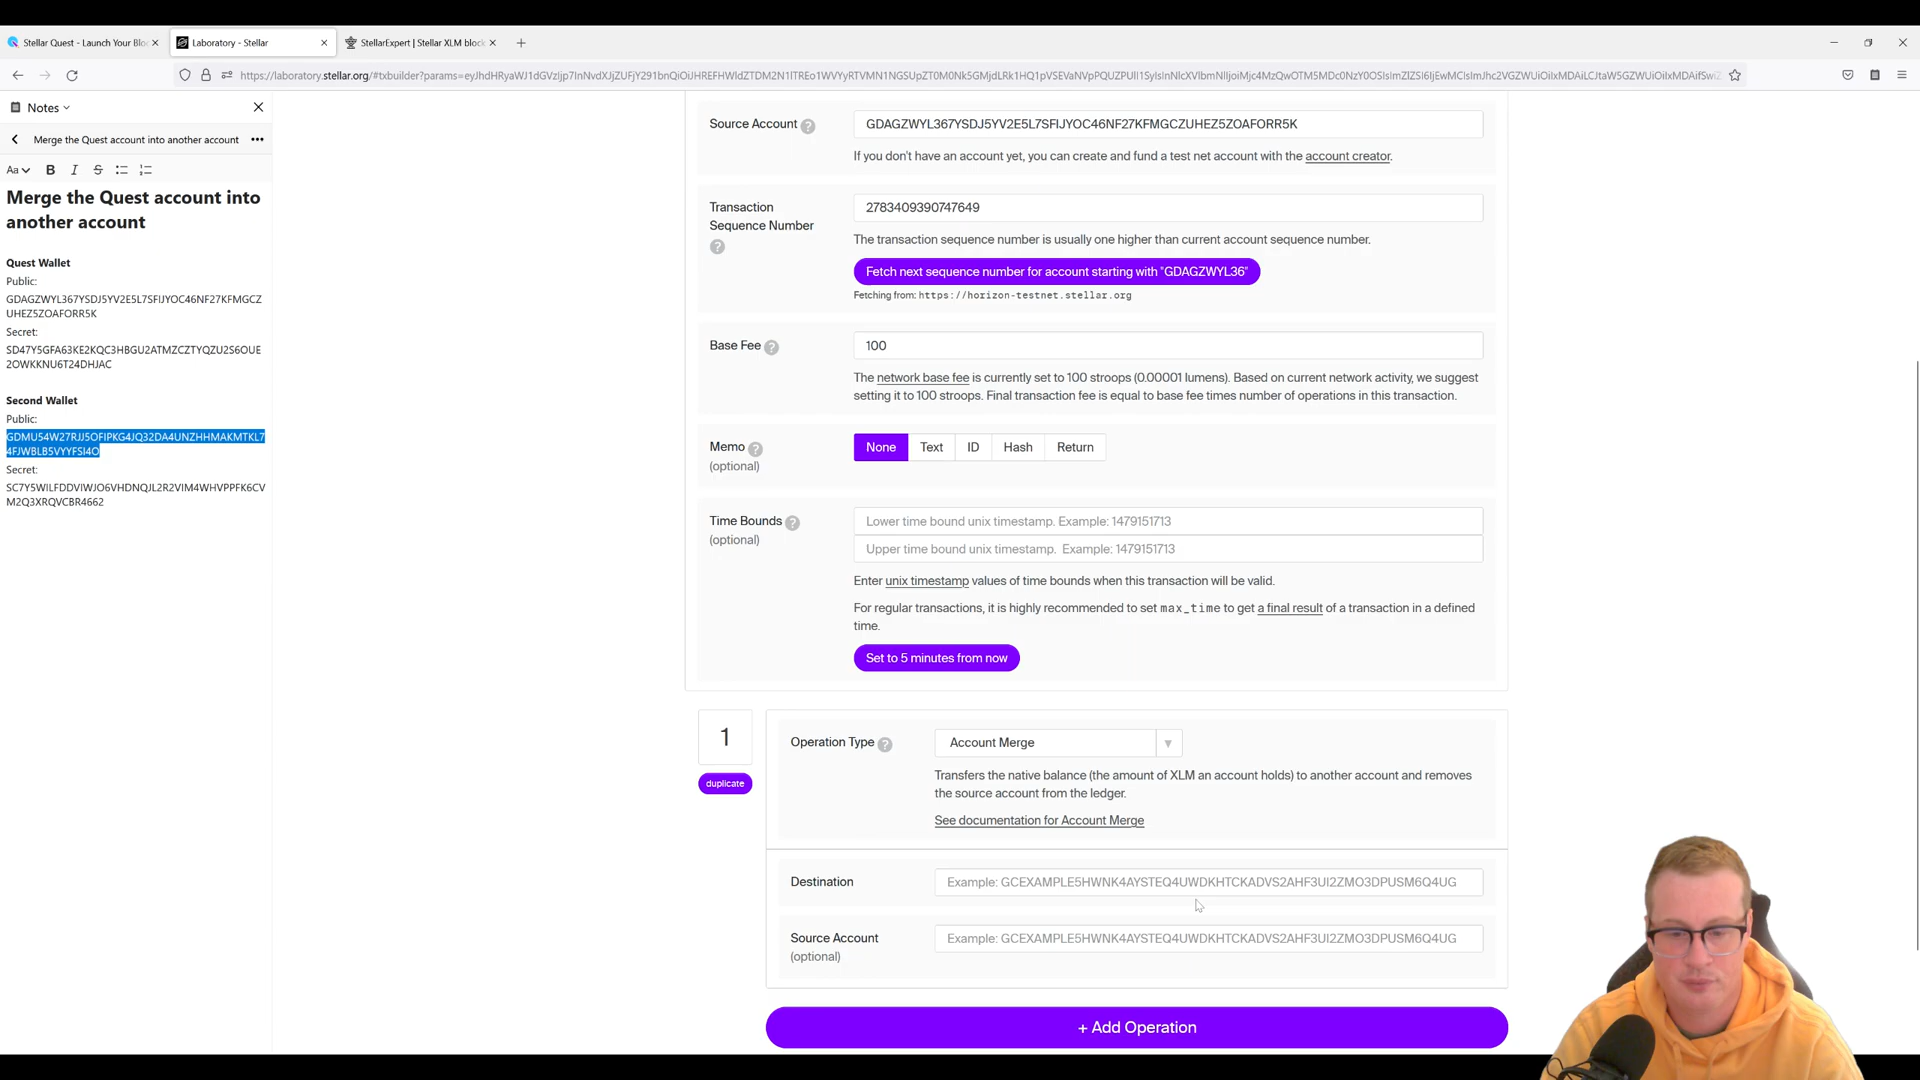 Stellar Quest - Launch Your Bloc
Laboratory - Stellar
StellarExpert | Stellar XLM block
Notes
Merge the Quest account into another account
Aa
B I S
Merge the Quest account into
another account
Quest Wallet
Public:
GDAGZWYL367YSDJ5YV2E5L7SFIJYOC46NF27KFMGCZ
UHEZ5ZOAFORR5K
Secret:
SD47Y5GFA63KE2KQC3HBGU2ATMZCZTYQZU2S6OUE
2OWKKNU6T24DHJAC
Second Wallet
Public:
GDMU54W27RJJ5OFIPKG4JQ32DA4UNZHHMAKMTKL7
4FJWBLB5VYYFSI4O
Secret:
SC7Y5WILFDDVIWJO6VHDNQJL2R2VIM4WHVPPFK6CV
M2Q3XRQVCBR4662
Source Account ?
GDAGZWYL367YSDJ5YV2E5L7SFIJYOC46NF27KFMGCZUHEZ5ZOAFORR5K
If you don't have an account yet, you can create and fund a test net account with the account creator.
Transaction
Sequence Number
?
2783409390747649
The transaction sequence number is usually one higher than current account sequence number.
Fetch next sequence number for account starting with "GDAGZWYL36"
Fetching from: https://horizon-testnet.stellar.org
Base Fee ?
100
The network base fee is currently set to 100 stroops (0.00001 lumens). Based on current network activity, we suggest
setting it to 100 stroops. Final transaction fee is equal to base fee times number of operations in this transaction.
Memo ?
(optional)
None Text ID Hash Return
Time Bounds ?
(optional)
Lower time bound unix timestamp. Example: 1479151713
Upper time bound unix timestamp. Example: 1479151713
Enter unix timestamp values of time bounds when this transaction will be valid.
For regular transactions, it is highly recommended to set max_time to get a final result of a transaction in a defined
time.
Set to 5 minutes from now
1
duplicate
Operation Type ?
Account Merge
Transfers the native balance (the amount of XLM an account holds) to another account and removes
the source account from the ledger.
See documentation for Account Merge
Destination
Example: GCEXAMPLE5HWNK4AYSTEQ4UWDKHTCKADVS2AHF3UI2ZMO3DPUSM6Q4UG
Source Account
(optional)
Example: GCEXAMPLE5HWNK4AYSTEQ4UWDKHTCKADVS2AHF3UI2ZMO3DPUSM6Q4UG
+ Add Operation